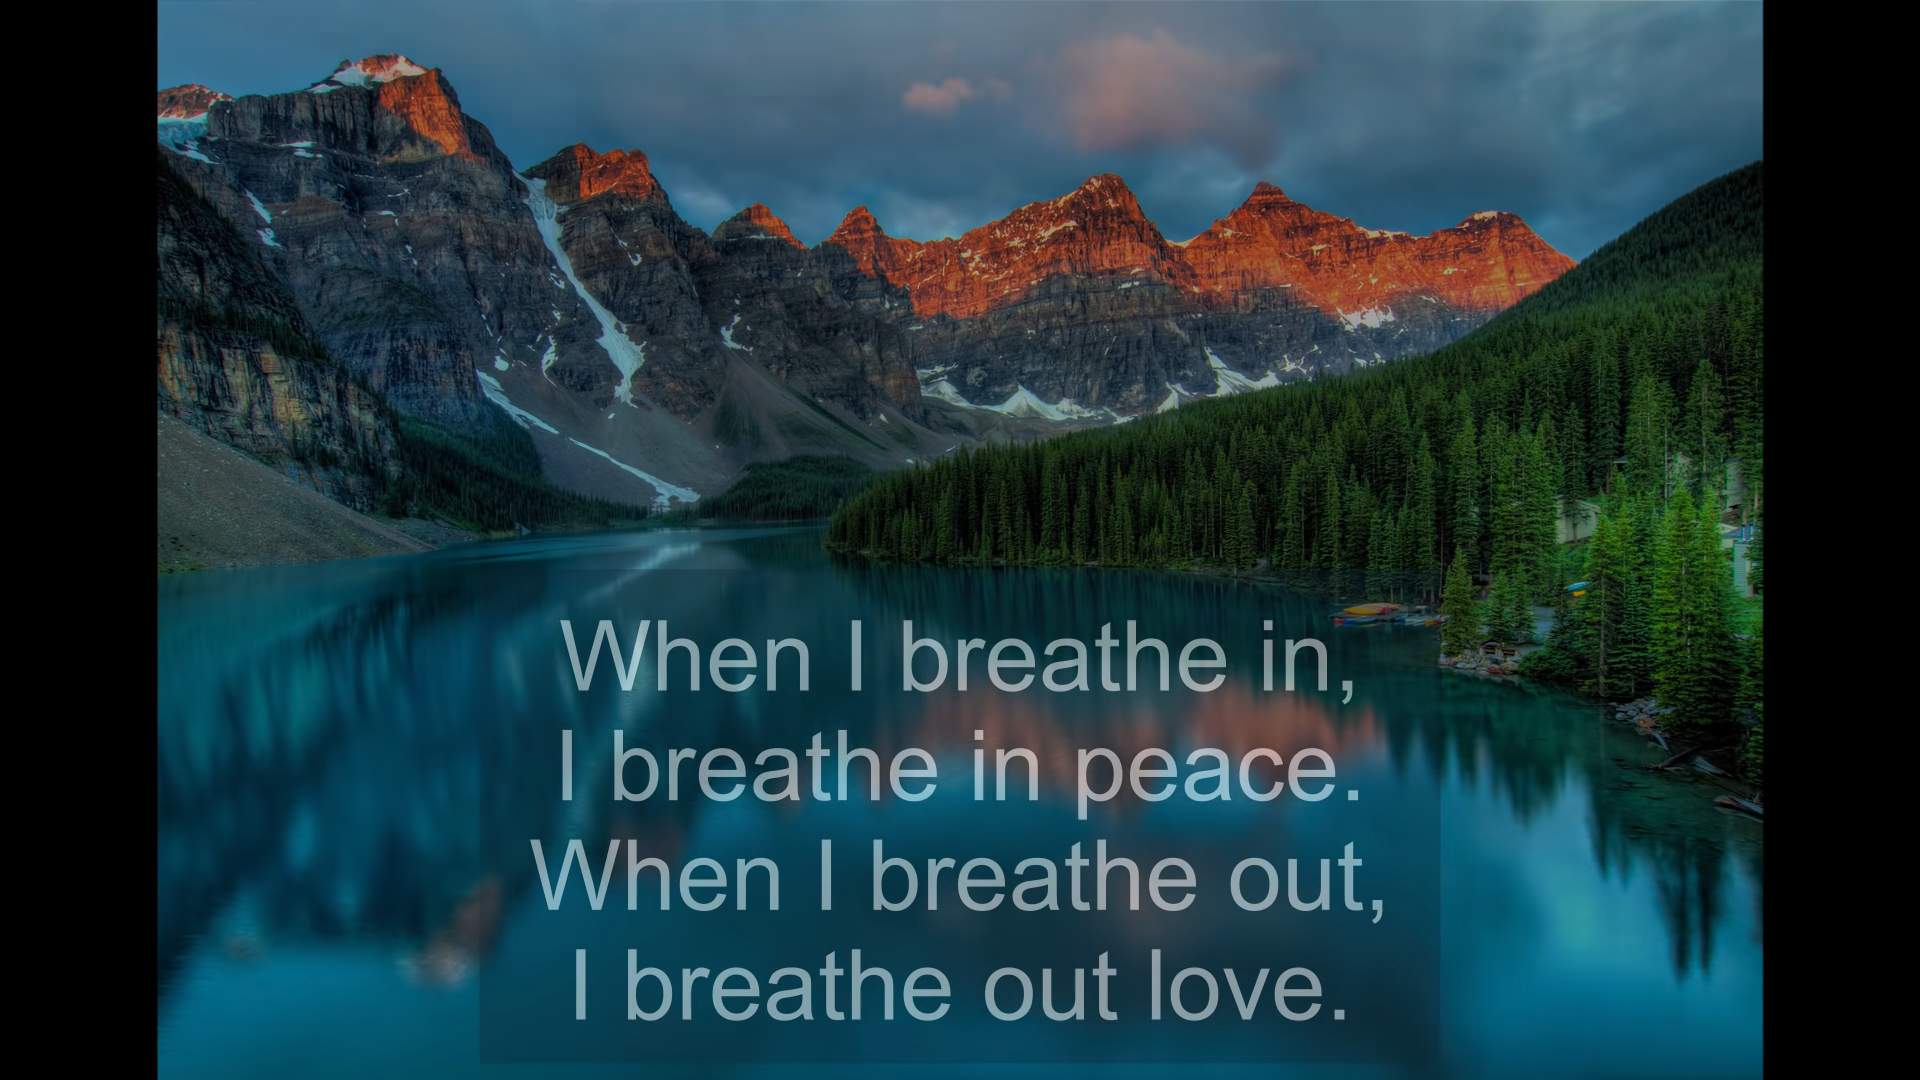 When I breathe in,
I breathe in peace.
When I breathe out,
I breathe out love.